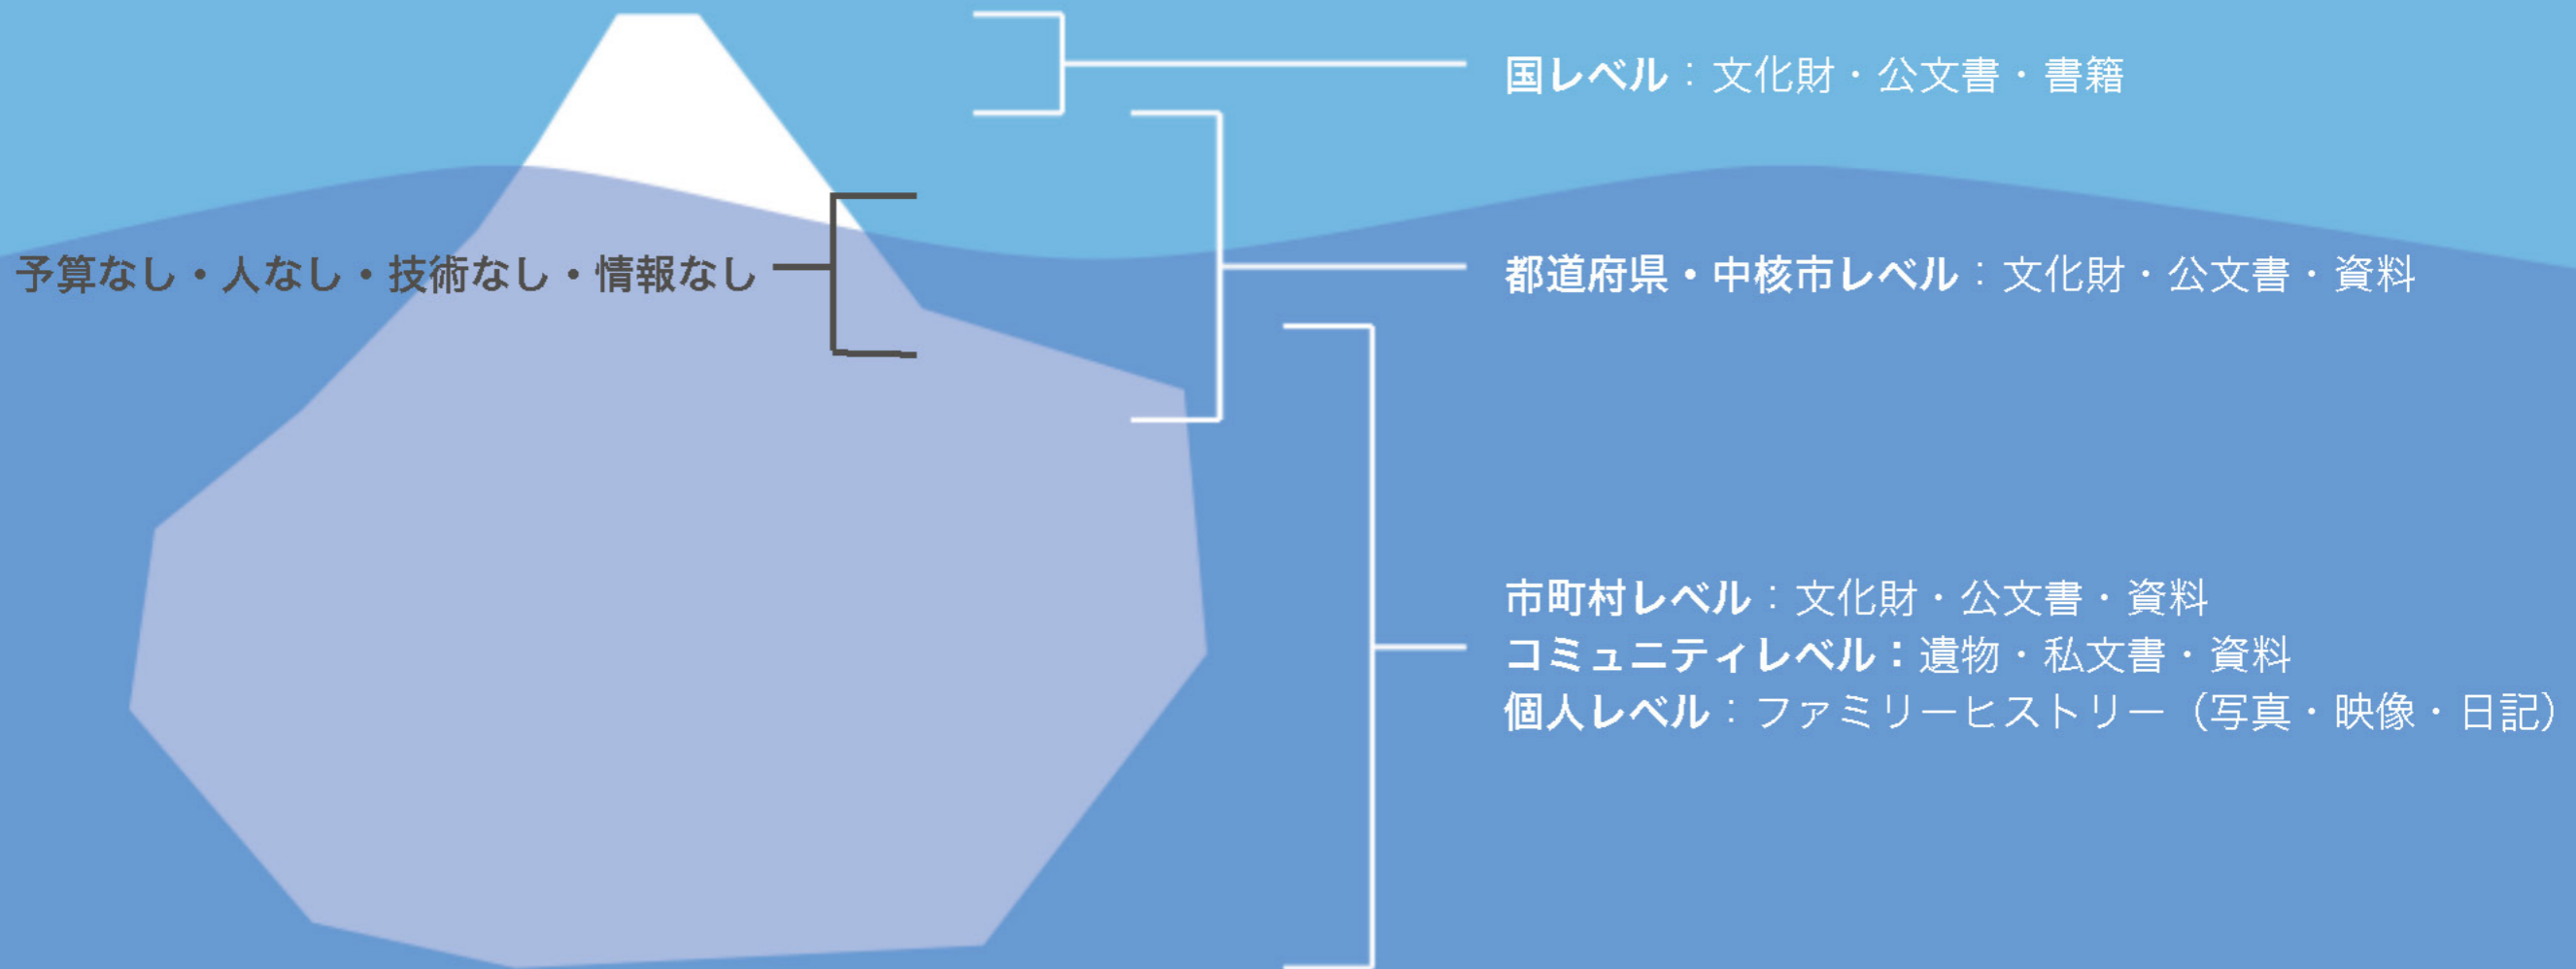 国レベル：文化財・公文書・書籍
予算なし・人なし・技術なし・情報なし
都道府県・中核市レベル：文化財・公文書・資料
市町村レベル：文化財・公文書・資料
コミュニティレベル：遺物・私文書・資料
個人レベル：ファミリーヒストリー（写真・映像・日記）